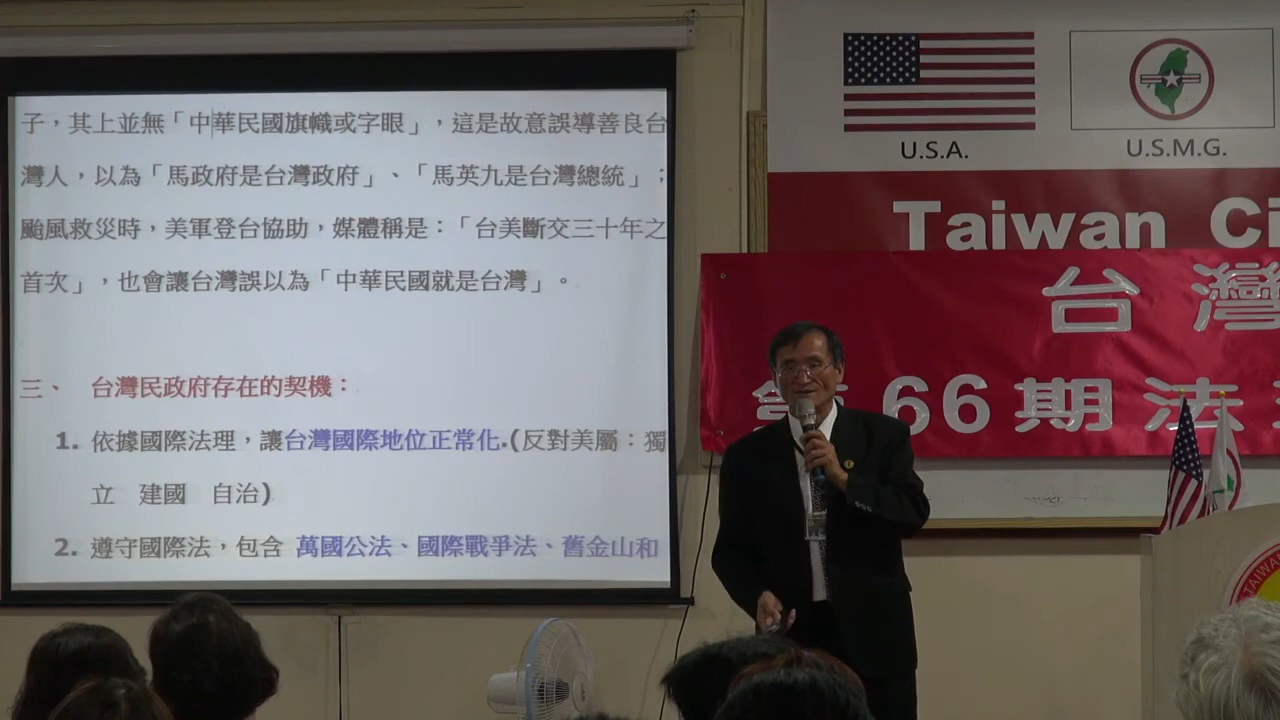 子，其上並無「中華民國旗幟或字眼」，這是故意誤導善良台
灣人，以為「馬政府是台灣政府」、「馬英九是台灣總統」；
颱風救災時，美軍登台協助，媒體稱是：「台美斷交三十年之
首次」，也會讓台灣誤以為「中華民國就是台灣」。
三、 台灣民政府存在的契機：
1. 依據國際法理，讓台灣國際地位正常化.(反對美屬：獨
立 建國 自治)
2. 遵守國際法，包含 萬國公法、國際戰爭法、舊金山和
U.S.A.
U.S.M.G.
Taiwan Ci
台灣
第66期法
TAIWAN